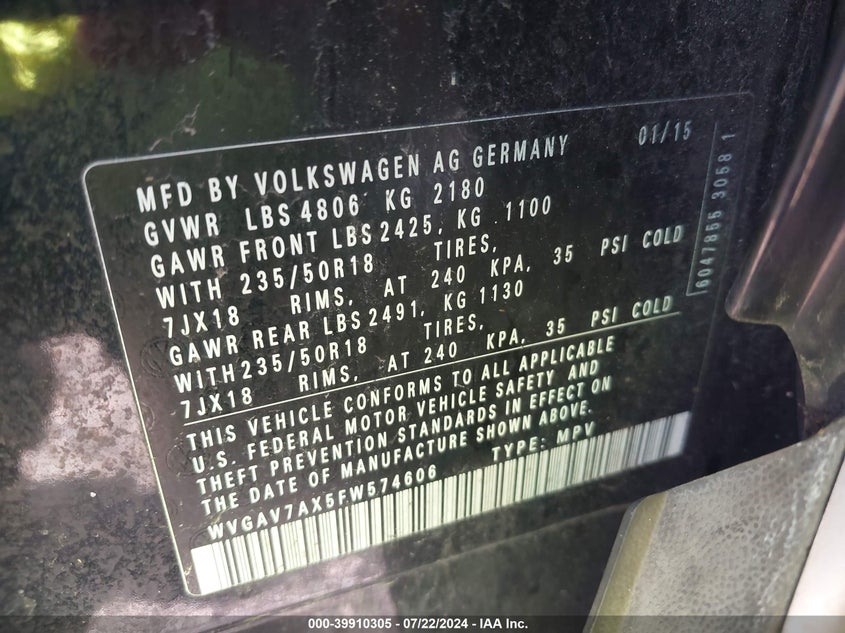 MFD BY VOLKSWAGEN AG GERMANY 01/15
GVWR LBS 4806 KG 2180
GAWR FRONT LBS 2425, KG 1100
WITH 235/50R18 TIRES,
7JX18 RIMS, AT 240 KPA, 35 PSI COLD
GAWR REAR LBS 2491, KG 1130
WITH 235/50R18 TIRES,
7JX18 RIMS, AT 240 KPA, 35 PSI COLD
THIS VEHICLE CONFORMS TO ALL APPLICABLE
U.S. FEDERAL MOTOR VEHICLE SAFETY AND
THEFT PREVENTION STANDARDS IN EFFECT ON
THE DATE OF MANUFACTURE SHOWN ABOVE.
WVGAV7AX5FW574606 TYPE: MPV
6047855 3058 1
000-39910305 - 07/22/2024 - IAA Inc.